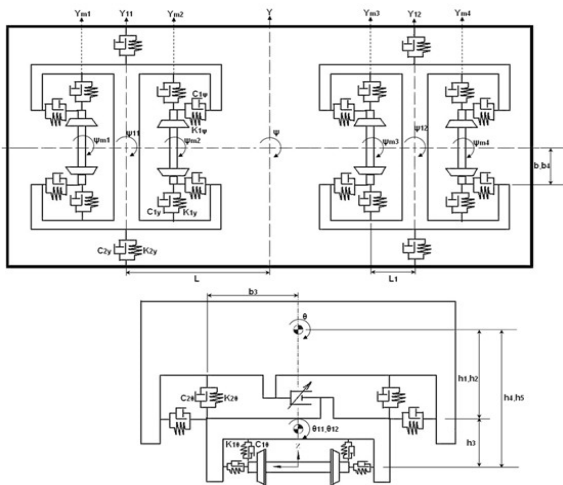 Ym1 Y11 Ym2 Y Ym3 Y12 Ym4
C1ψ
K1ψ
ψm1 ψ11 ψm2 ψ ψm3 ψ12 ψm4
b,b4
C1y K1y
C2y K2y
L L1
b3
θ
h1,h2
h4,h5
C2θ K2θ
θ11,θ12
K1θ C1θ
h3